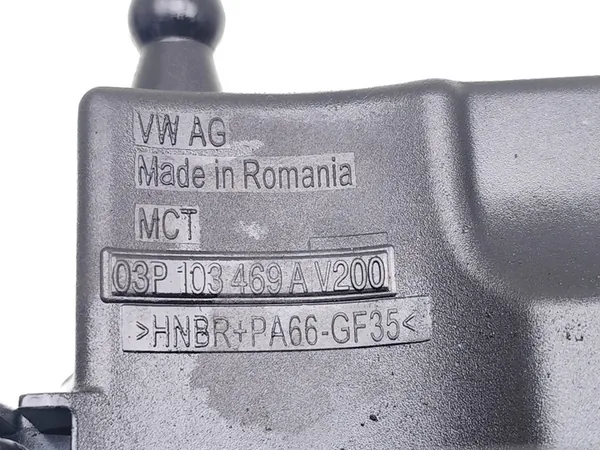 VW AG
Made in Romania
MCT
03P 103 469 A V200
>HNBR+PA66-GF35<